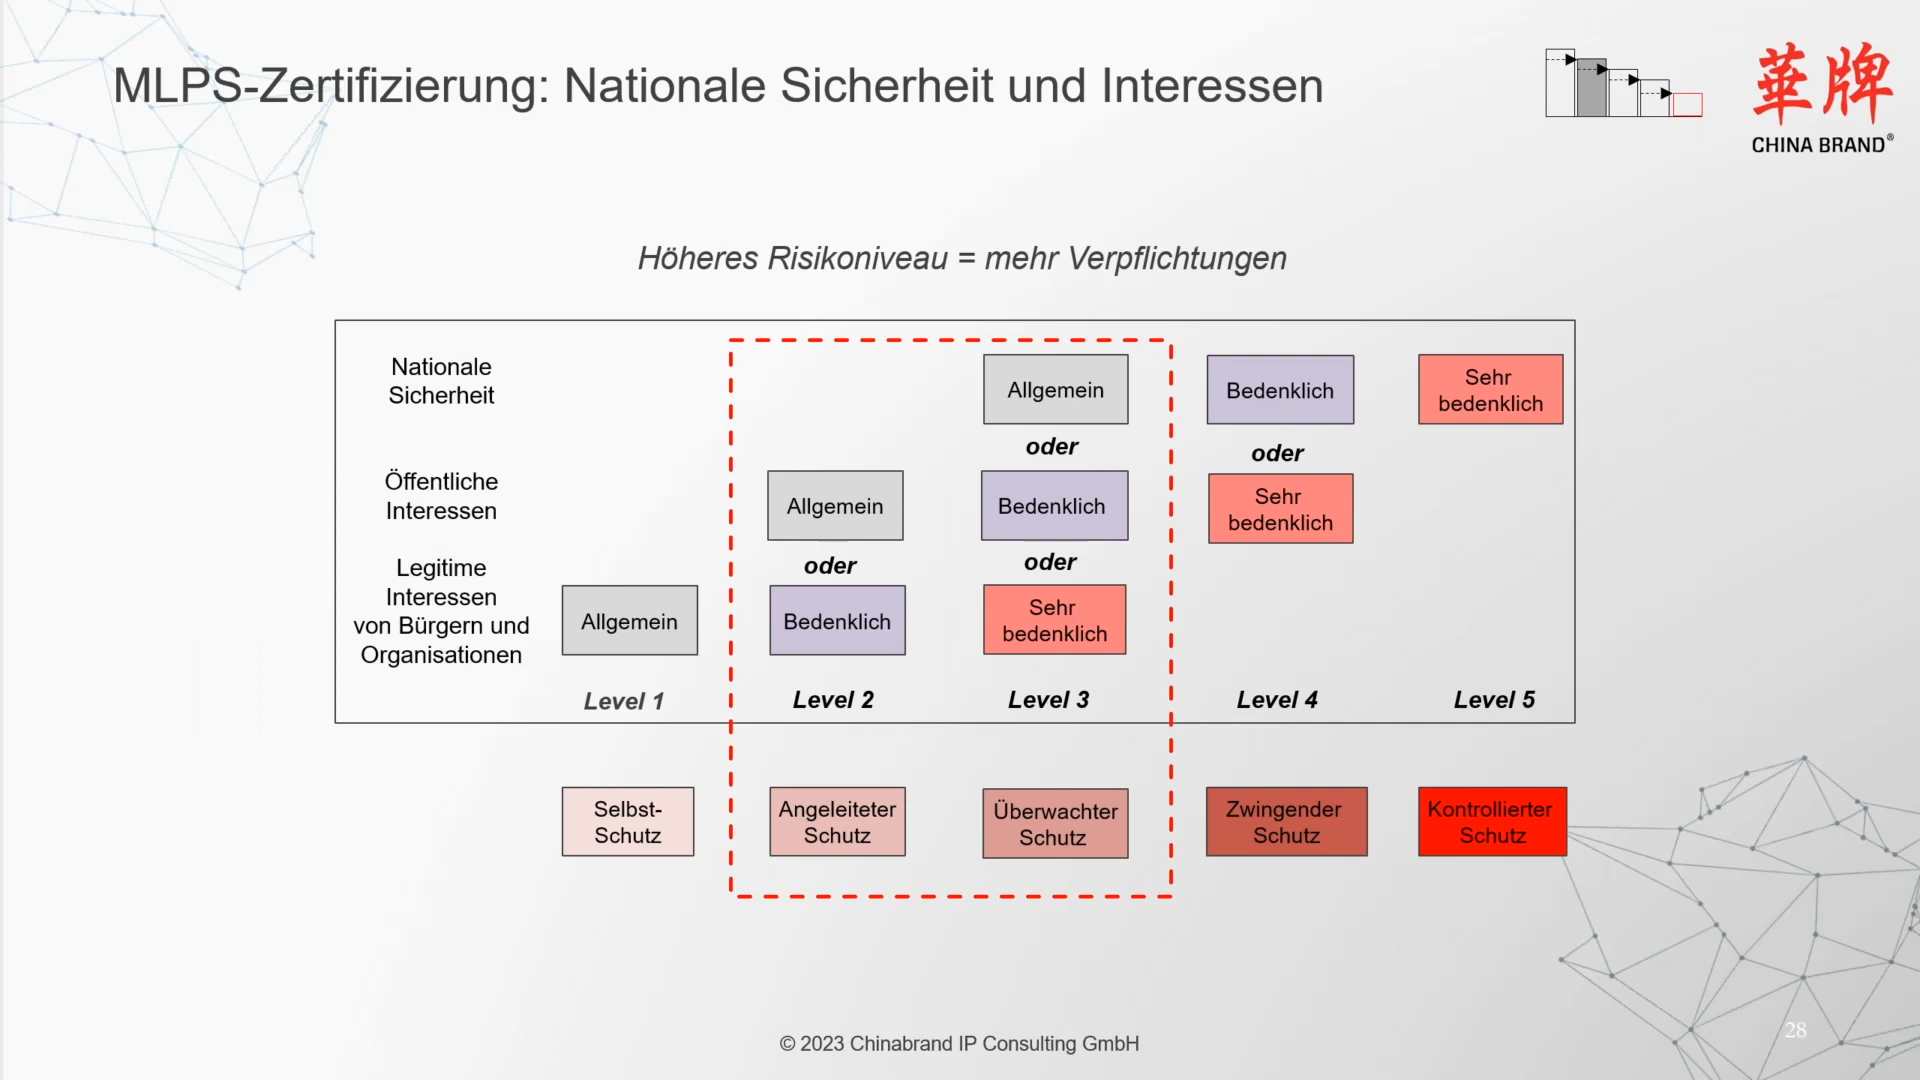 MLPS-Zertifizierung: Nationale Sicherheit und Interessen
華牌
CHINA BRAND®
Höheres Risikoniveau = mehr Verpflichtungen
Nationale
Sicherheit
Allgemein
Bedenklich
Sehr
bedenklich
oder
oder
Öffentliche
Interessen
Allgemein
Bedenklich
Sehr
bedenklich
oder
oder
Legitime
Interessen
von Bürgern und
Organisationen
Allgemein
Bedenklich
Sehr
bedenklich
Level 1
Level 2
Level 3
Level 4
Level 5
Selbst-
Schutz
Angeleiteter
Schutz
Überwachter
Schutz
Zwingender
Schutz
Kontrollierter
Schutz
© 2023 Chinabrand IP Consulting GmbH
28